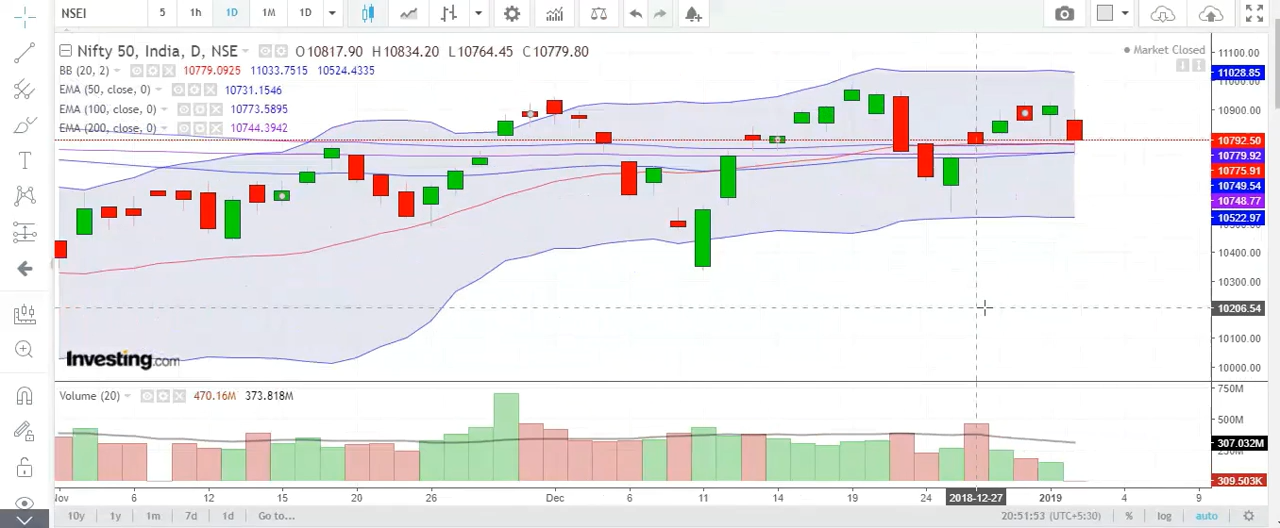 NSEI 5 1h 1D 1M 1D
Nifty 50, India, D, NSE O10817.90 H10834.20 L10764.45 C10779.80
Market Closed
BB (20, 2) 10779.0925 11033.7515 10524.4335
EMA (50, close, 0) 10731.1546
EMA (100, close, 0) 10773.5895
EMA (200, close, 0) 10744.3942
11100.00
11028.85
10900.00
10792.50
10779.92
10775.91
10749.54
10748.77
10522.97
10400.00
10300.00
10206.54
10100.00
10000.00
Investing.com
Volume (20) 470.16M 373.818M
750M
500M
307.032M
309.503K
Nov 6 12 15 20 26 Dec 6 11 14 19 24 2018-12-27 2019 4 9
10y 1y 1m 7d 1d Go to... 20:51:53 (UTC+5:30) % log auto